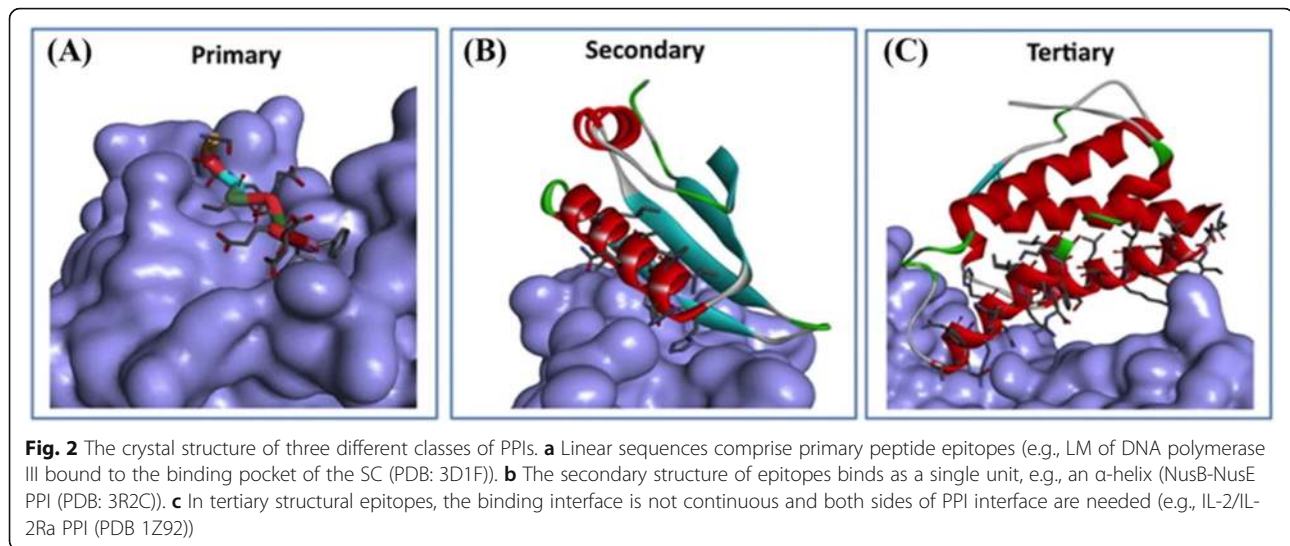 (A)
Primary
(B)
Secondary
(C)
Tertiary
Fig. 2 The crystal structure of three different classes of PPIs. a Linear sequences comprise primary peptide epitopes (e.g., LM of DNA polymerase
III bound to the binding pocket of the SC (PDB: 3D1F)). b The secondary structure of epitopes binds as a single unit, e.g., an α-helix (NusB-NusE
PPI (PDB: 3R2C)). c In tertiary structural epitopes, the binding interface is not continuous and both sides of PPI interface are needed (e.g., IL-2/IL-
2Ra PPI (PDB 1Z92))